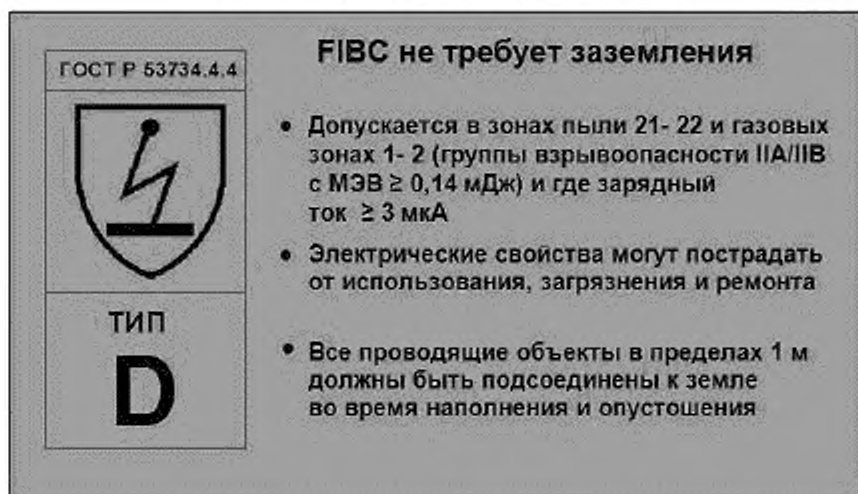 ГОСТ Р 53734.4.4
ТИП
D
FIBC не требует заземления
• Допускается в зонах пыли 21- 22 и газовых
зонах 1- 2 (группы взрывоопасности IIA/IIB
с МЭВ ≥ 0,14 мДж) и где зарядный
ток ≥ 3 мкА
• Электрические свойства могут пострадать
от использования, загрязнения и ремонта
• Все проводящие объекты в пределах 1 м
должны быть подсоединены к земле
во время наполнения и опустошения